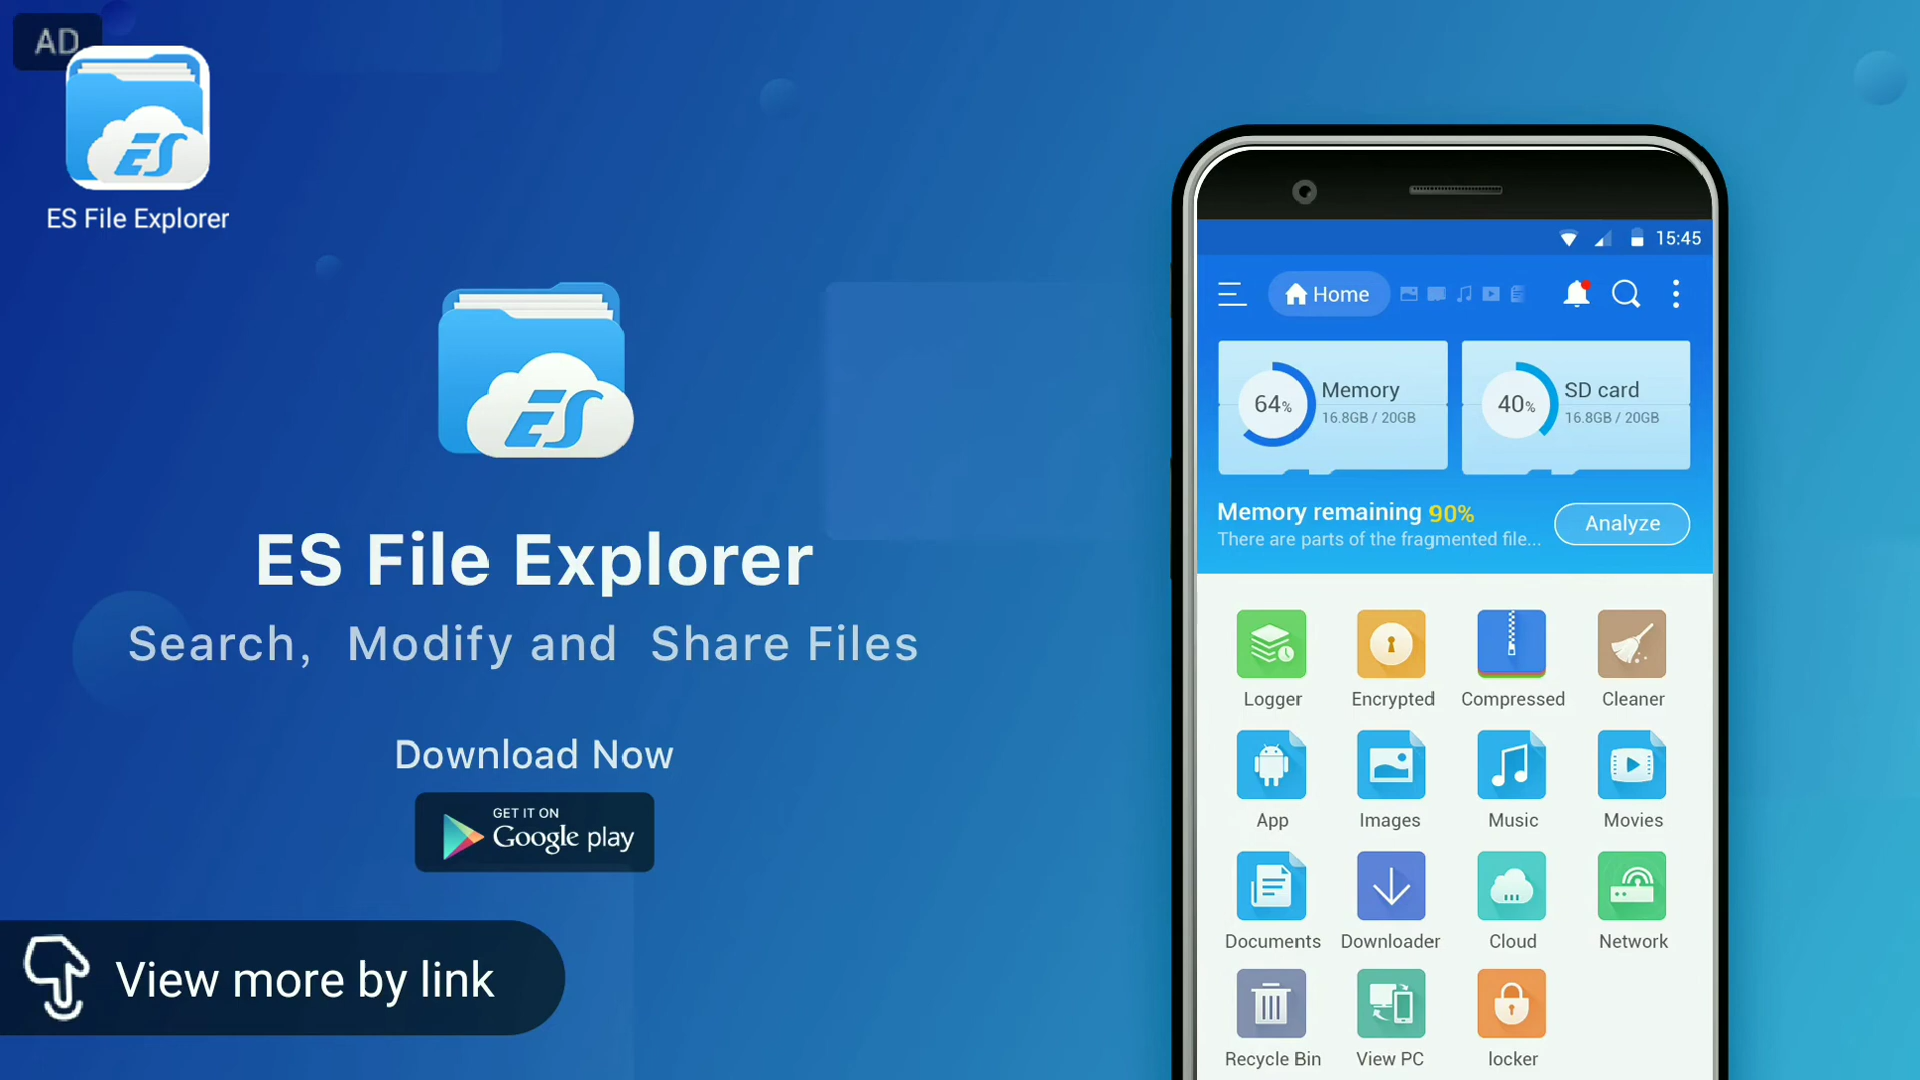 AD
ES
ES File Explorer
ES
ES File Explorer
Search, Modify and Share Files
Download Now
GET IT ON
Google play
View more by link
15:45
Home
64%
Memory
16.8GB / 20GB
40%
SD card
16.8GB / 20GB
Memory remaining 90%
There are parts of the fragmented file...
Analyze
Logger
Encrypted
Compressed
Cleaner
App
Images
Music
Movies
Documents
Downloader
Cloud
Network
Recycle Bin
View PC
locker